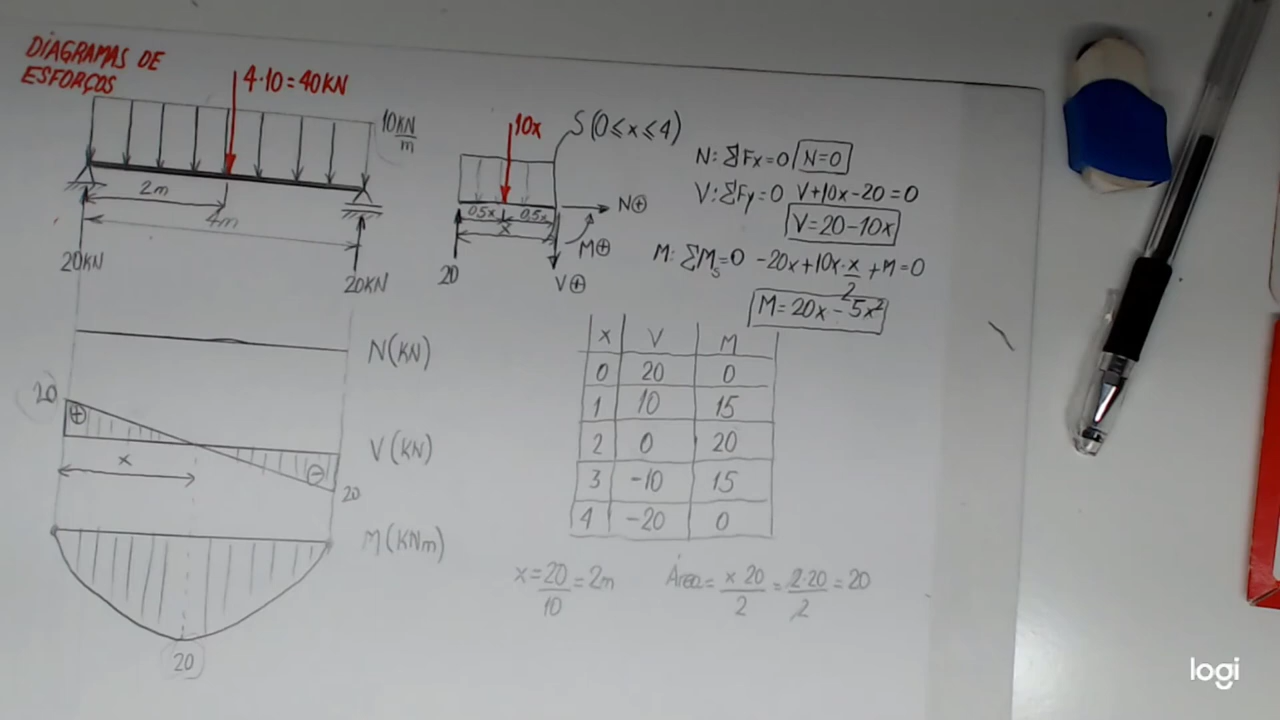 DIAGRAMAS DE
ESFORÇOS
4·10=40KN
10KN/m
2m
4m
20KN
20KN
10x
S(0≤x≤4)
0,5x 0,5x
x
N⊕
M⊕
V⊕
20
N: ΣFx=0 N=0
V: ΣFy=0 V+10x-20=0
V=20-10x
M: ΣMs=0 -20x+10x·x/2+M=0
M=20x-5x²
x V M
0 20 0
1 10 15
2 0 20
3 -10 15
4 -20 0
x=20/10=2m Área=x 20/2=2·20/2=20
N(KN)
20
⊕
V(KN)
x
⊖
20
M(KNm)
20
logi